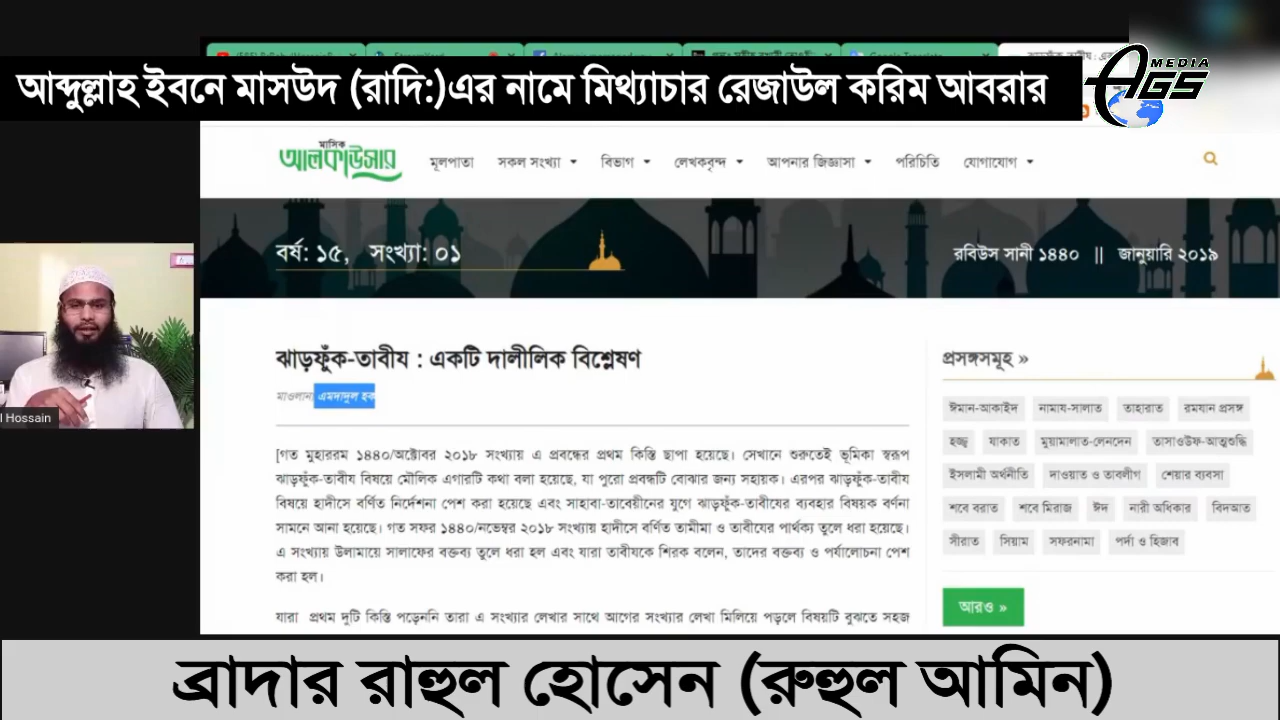 Google Translate
আব্দুল্লাহ ইবনে মাসউদ (রাদি:)এর নামে মিথ্যাচার রেজাউল করিম আবরার
AGS MEDIA
মাসিক
আলকাউসার
মূলপাতা সকল সংখ্যা বিভাগ লেখকবৃন্দ আপনার জিজ্ঞাসা পরিচিতি যোগাযোগ
বর্ষ: ১৫, সংখ্যা: ০১
রবিউস সানী ১৪৪০ || জানুয়ারি ২০১৯
ঝাড়ফুঁক-তাবীয : একটি দালীলিক বিশ্লেষণ
মাওলানা এমদাদুল হক
[গত মুহাররম ১৪৪০/অক্টোবর ২০১৮ সংখ্যায় এ প্রবন্ধের প্রথম কিস্তি ছাপা হয়েছে। সেখানে শুরুতেই ভূমিকা স্বরূপ
ঝাড়ফুঁক-তাবীয বিষয়ে মৌলিক এগারটি কথা বলা হয়েছে, যা পুরো প্রবন্ধটি বোঝার জন্য সহায়ক। এরপর ঝাড়ফুঁক-তাবীয
বিষয়ে হাদীসে বর্ণিত নির্দেশনা পেশ করা হয়েছে এবং সাহাবা-তাবেয়ীনের যুগে ঝাড়ফুঁক-তাবীযের ব্যবহার বিষয়ক বর্ণনা
সামনে আনা হয়েছে। গত সফর ১৪৪০/নভেম্বর ২০১৮ সংখ্যায় হাদীসে বর্ণিত তামীমা ও তাবীযের পার্থক্য তুলে ধরা হয়েছে।
এ সংখ্যায় উলামায়ে সালাফের বক্তব্য তুলে ধরা হল এবং যারা তাবীযকে শিরক বলেন, তাদের বক্তব্য ও পর্যালোচনা পেশ
করা হল।
যারা প্রথম দুটি কিস্তি পড়েননি তারা এ সংখ্যার লেখার সাথে আগের সংখ্যার লেখা মিলিয়ে পড়লে বিষয়টি বুঝতে সহজ
প্রসঙ্গসমূহ »
ঈমান-আকাইদ নামায-সালাত তাহারাত রমযান প্রসঙ্গ
হজ্ব যাকাত মুয়ামালাত-লেনদেন তাসাওউফ-আত্মশুদ্ধি
ইসলামী অর্থনীতি দাওয়াত ও তাবলীগ শেয়ার ব্যবসা
শবে বরাত শবে মিরাজ ঈদ নারী অধিকার বিদআত
সীরাত সিয়াম সফরনামা পর্দা ও হিজাব
আরও »
l Hossain
ব্রাদার রাহুল হোসেন (রুহুল আমিন)